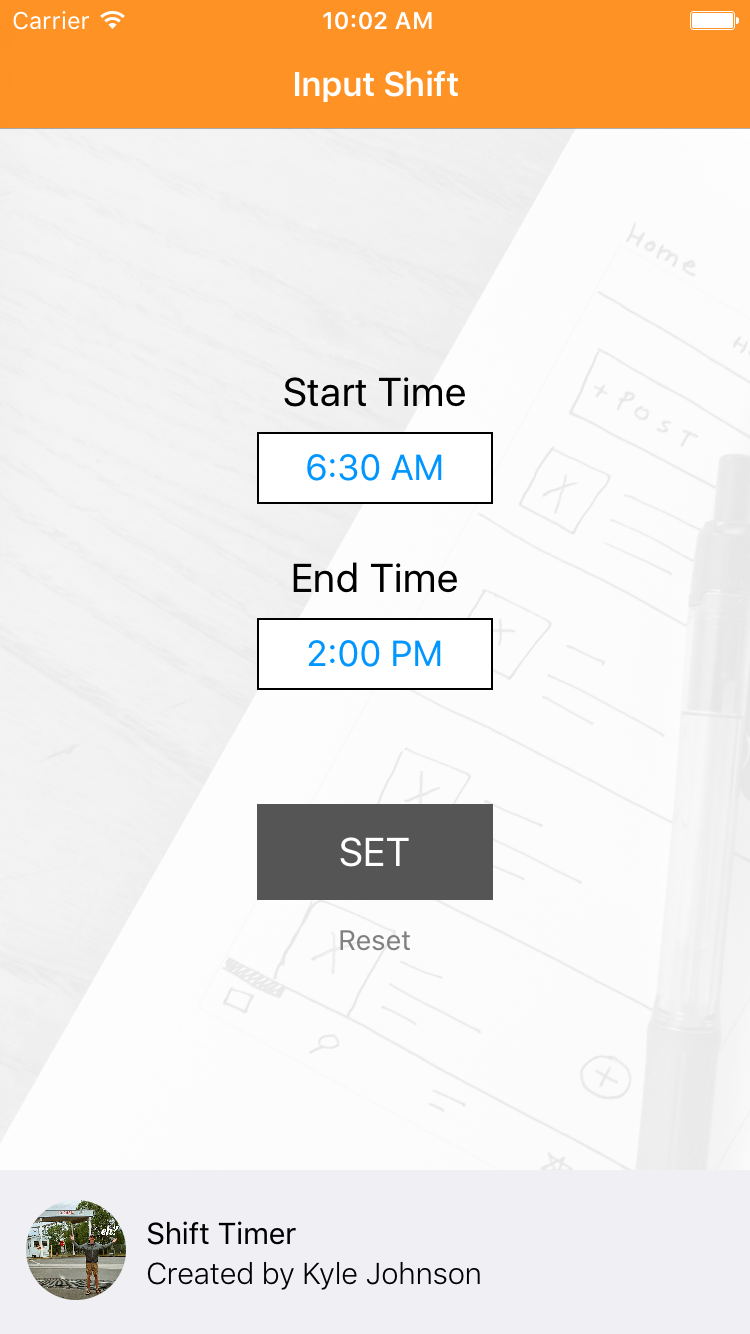 Carrier 10:02 AM
Input Shift
Home
+ POST
Start Time
6:30 AM
End Time
2:00 PM
SET
Reset
eh!
Shift Timer
Created by Kyle Johnson